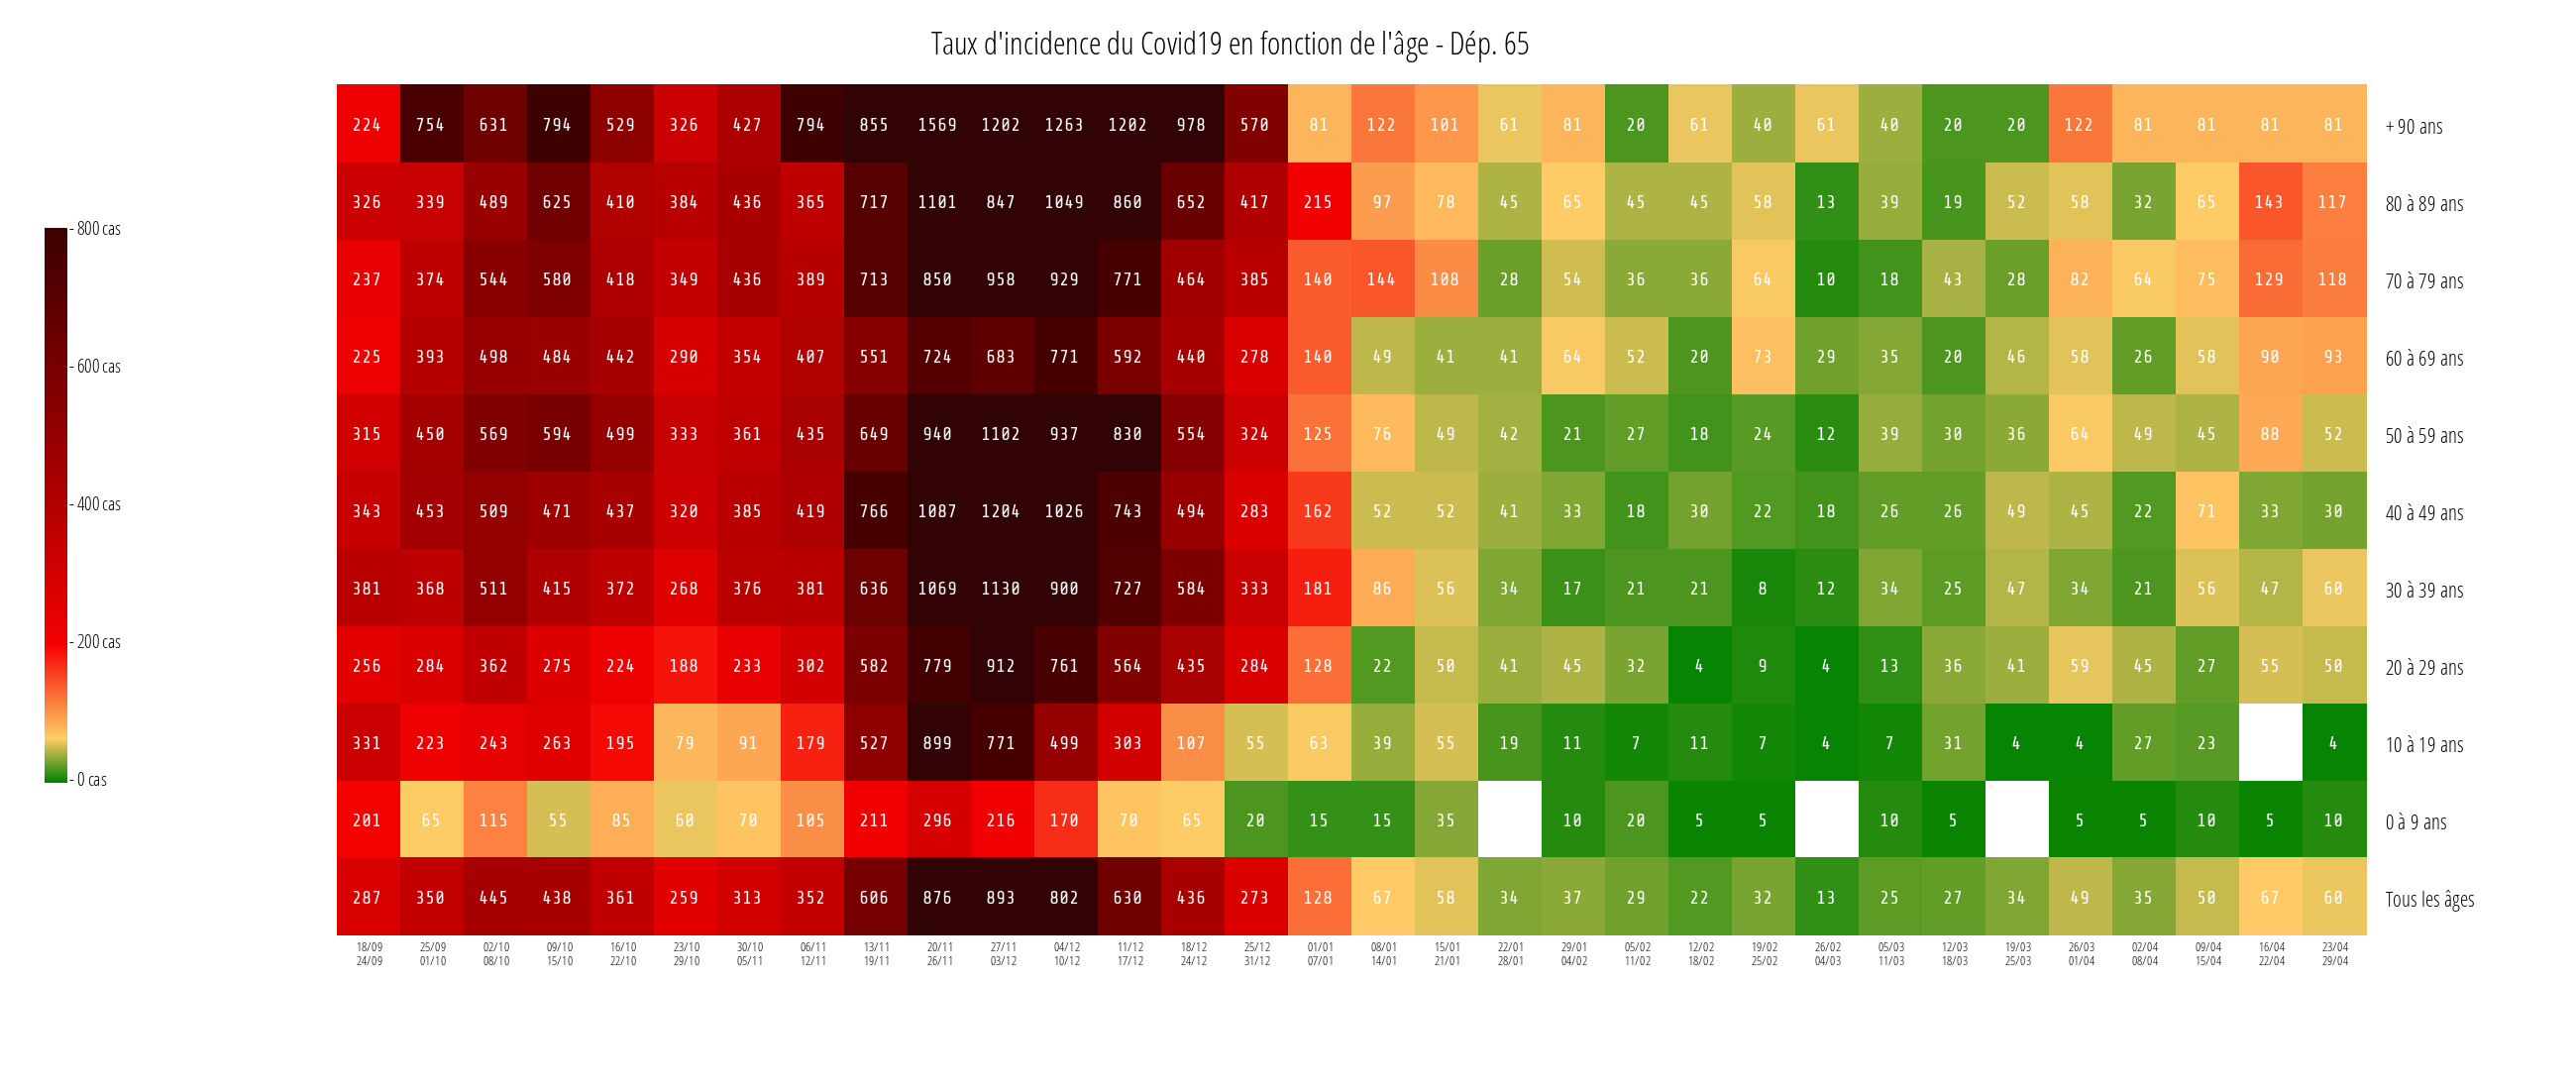 Taux d'incidence du Covid19 en fonction de l'âge - Dép. 65
- 800 cas
- 600 cas
- 400 cas
- 200 cas
- 0 cas
224 754 631 794 529 326 427 794 855 1569 1202 1263 1202 978 570 81 122 101 61 81 20 61 40 61 40 20 20 122 81 81 81 81 + 90 ans
326 339 489 625 410 384 436 365 717 1101 847 1049 860 652 417 215 97 78 45 65 45 45 58 13 39 19 52 58 32 65 143 117 80 à 89 ans
237 374 544 580 418 349 436 389 713 850 958 929 771 464 385 140 144 108 28 54 36 36 64 10 18 43 28 82 64 75 129 118 70 à 79 ans
225 393 498 484 442 290 354 407 551 724 683 771 592 440 278 140 49 41 41 64 52 20 73 29 35 20 46 58 26 58 90 93 60 à 69 ans
315 450 569 594 499 333 361 435 649 940 1102 937 830 554 324 125 76 49 42 21 27 18 24 12 39 30 36 64 49 45 88 52 50 à 59 ans
343 453 509 471 437 320 385 419 766 1087 1204 1026 743 494 283 162 52 52 41 33 18 30 22 18 26 26 49 45 22 71 33 30 40 à 49 ans
381 368 511 415 372 268 376 381 636 1069 1130 900 727 584 333 181 86 56 34 17 21 21 8 12 34 25 47 34 21 56 47 60 30 à 39 ans
256 284 362 275 224 188 233 302 582 779 912 761 564 435 284 128 22 50 41 45 32 4 9 4 13 36 41 59 45 27 55 50 20 à 29 ans
331 223 243 263 195 79 91 179 527 899 771 499 303 107 55 63 39 55 19 11 7 11 7 4 7 31 4 4 27 23 4 10 à 19 ans
201 65 115 55 85 60 70 105 211 296 216 170 70 65 20 15 15 35 10 20 5 5 10 5 5 5 10 5 10 0 à 9 ans
287 350 445 438 361 259 313 352 606 876 893 802 630 436 273 128 67 58 34 37 29 22 32 13 25 27 34 49 35 50 67 60 Tous les âges
18/09 25/09 02/10 09/10 16/10 23/10 30/10 06/11 13/11 20/11 27/11 04/12 11/12 18/12 25/12 01/01 08/01 15/01 22/01 29/01 05/02 12/02 19/02 26/02 05/03 12/03 19/03 26/03 02/04 09/04 16/04 23/04
24/09 01/10 08/10 15/10 22/10 29/10 05/11 12/11 19/11 26/11 03/12 10/12 17/12 24/12 31/12 07/01 14/01 21/01 28/01 04/02 11/02 18/02 25/02 04/03 11/03 18/03 25/03 01/04 08/04 15/04 22/04 29/04